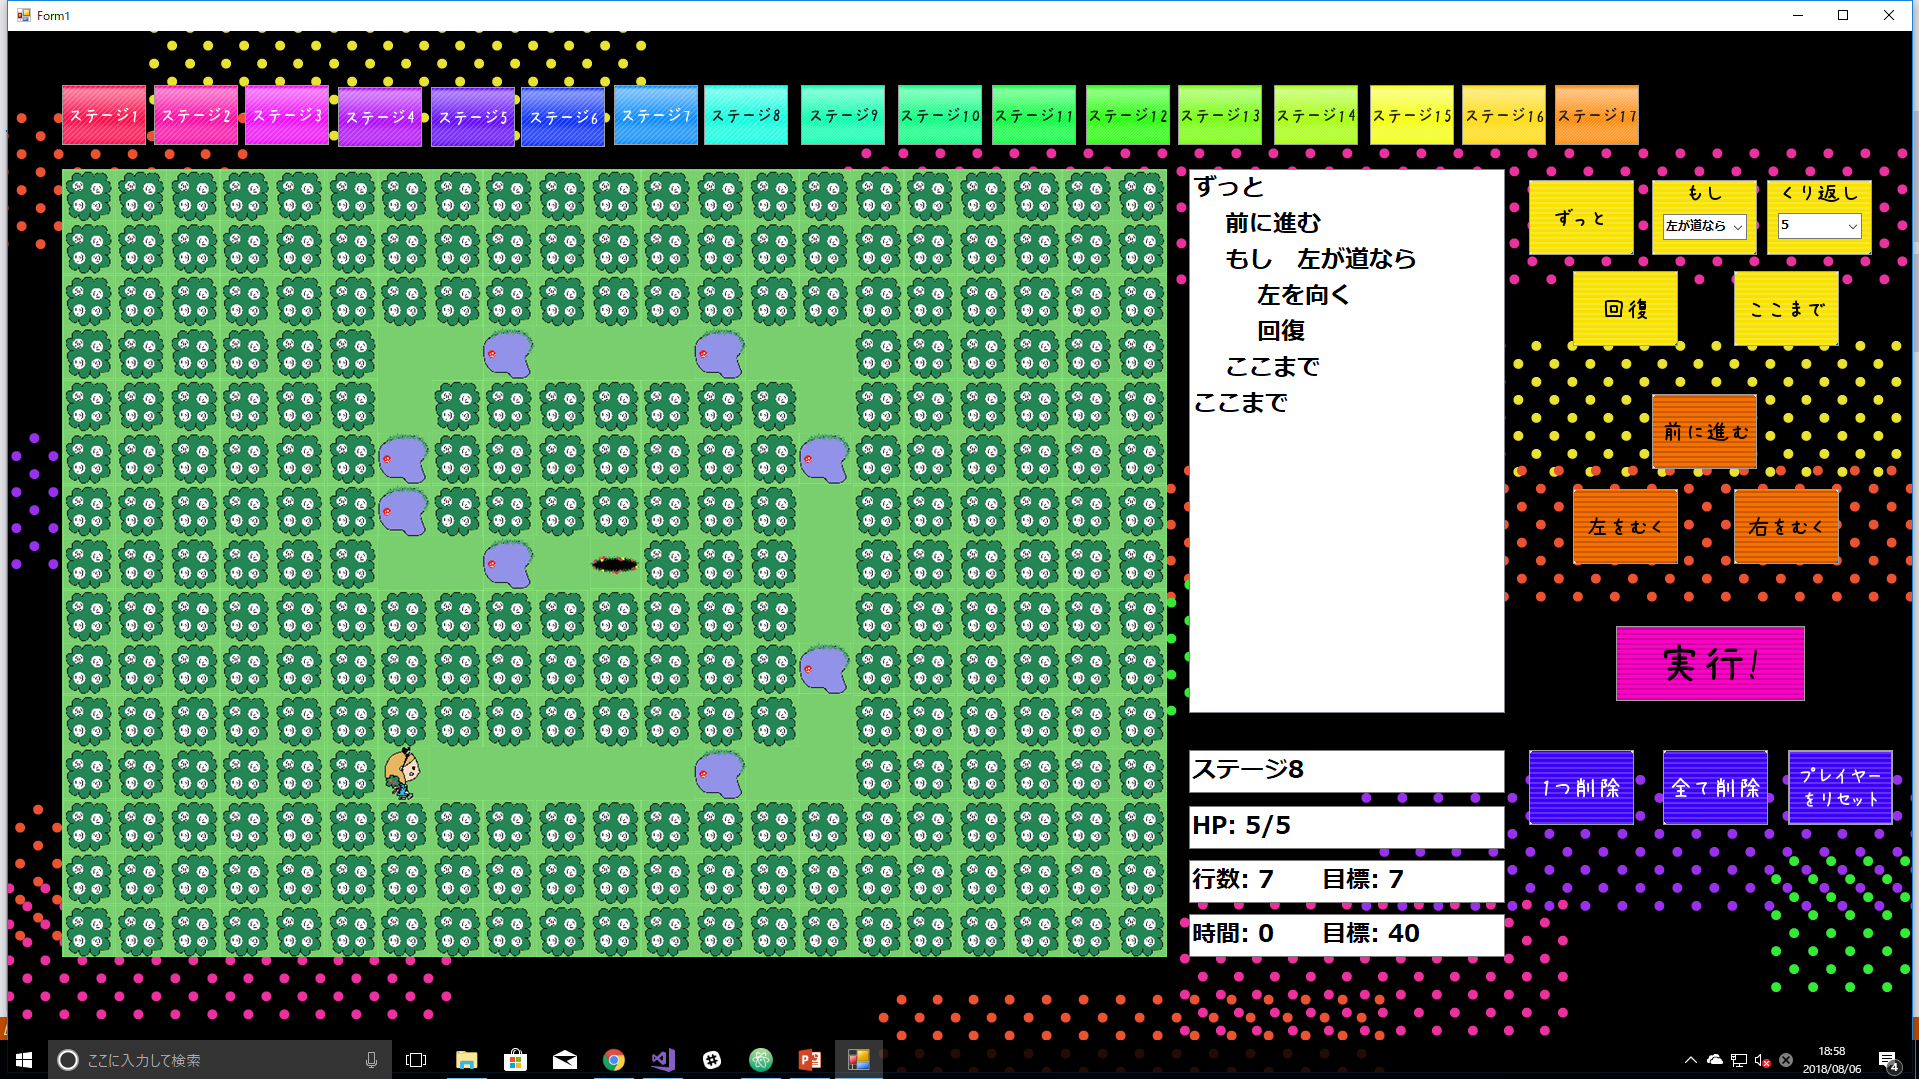 Form1
ステージ1 ステージ2 ステージ3 ステージ4 ステージ5 ステージ6 ステージ7 ステージ8 ステージ9 ステージ10 ステージ11 ステージ12 ステージ13 ステージ14 ステージ15 ステージ16 ステージ17
ずっと
前に進む
もし 左が道なら
左を向く
回復
ここまで
ここまで
ずっと
もし
左が道なら
くり返し
5
回復
ここまで
前に進む
左をむく
右をむく
実行!
ステージ8
HP: 5/5
行数: 7 目標: 7
時間: 0 目標: 40
1つ削除
全て削除
プレイヤー
をリセット
ここに入力して検索
18:58
2018/08/06
4